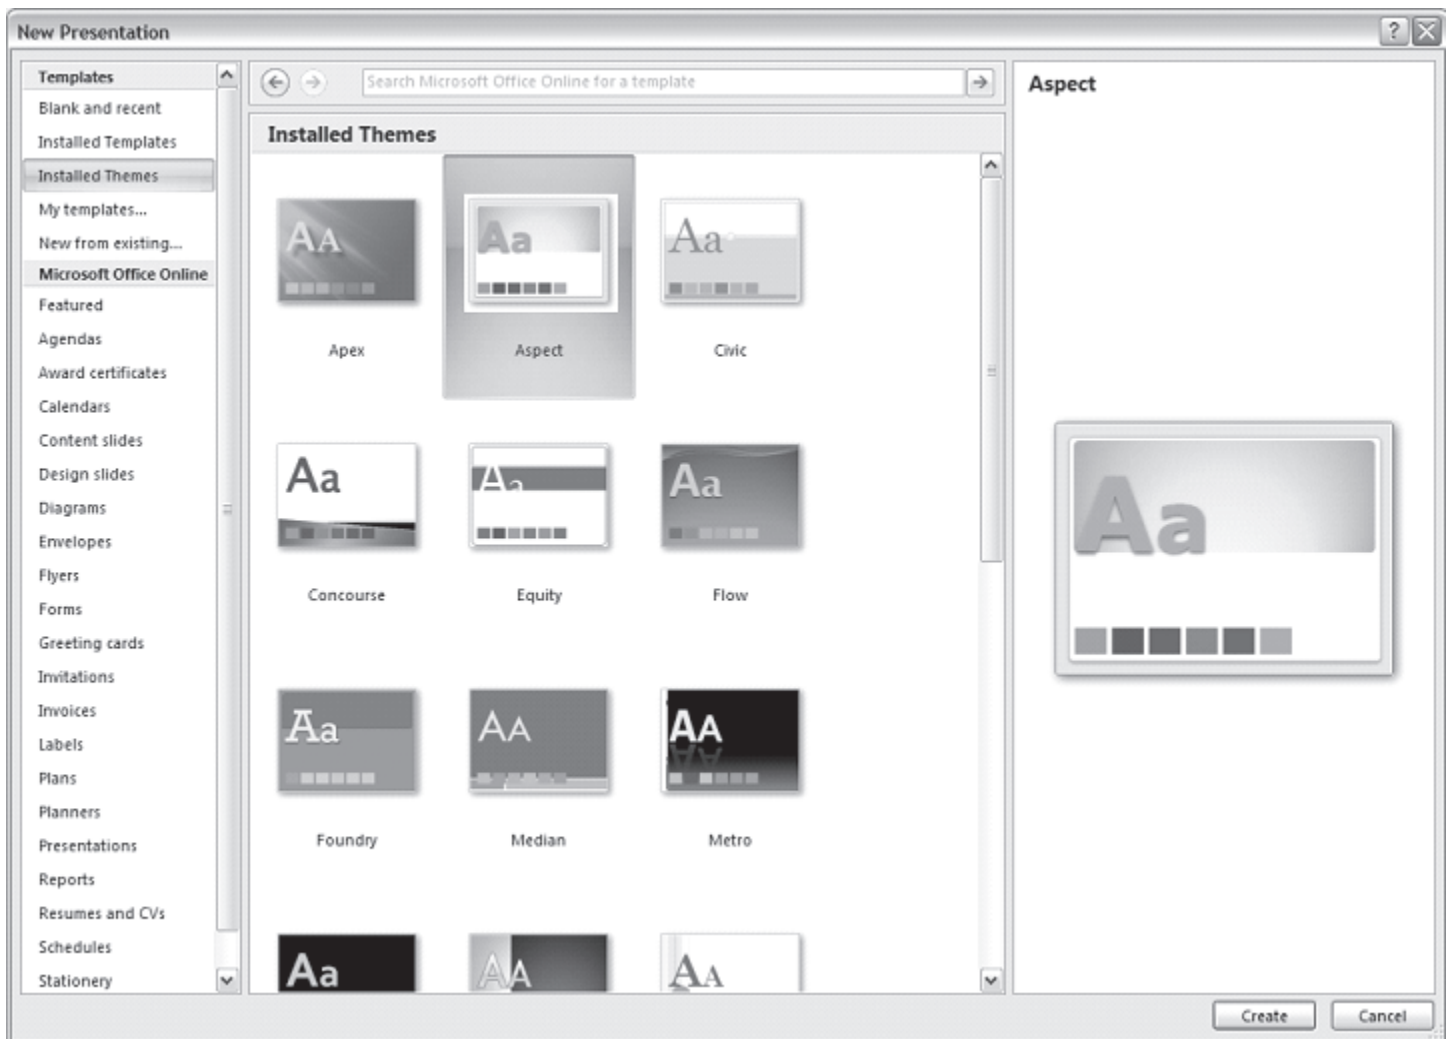 New Presentation
Templates
Blank and recent
Installed Templates
Installed Themes
My templates...
New from existing...
Microsoft Office Online
Featured
Agendas
Award certificates
Calendars
Content slides
Design slides
Diagrams
Envelopes
Flyers
Forms
Greeting cards
Invitations
Invoices
Labels
Plans
Planners
Presentations
Reports
Resumes and CVs
Schedules
Stationery
Search Microsoft Office Online for a template
Installed Themes
AA Aa Aa
Apex Aspect Civic
Aa Aa Aa
Concourse Equity Flow
Aa AA AA
Foundry Median Metro
Aa AA AA
Aspect
Aa
Create Cancel